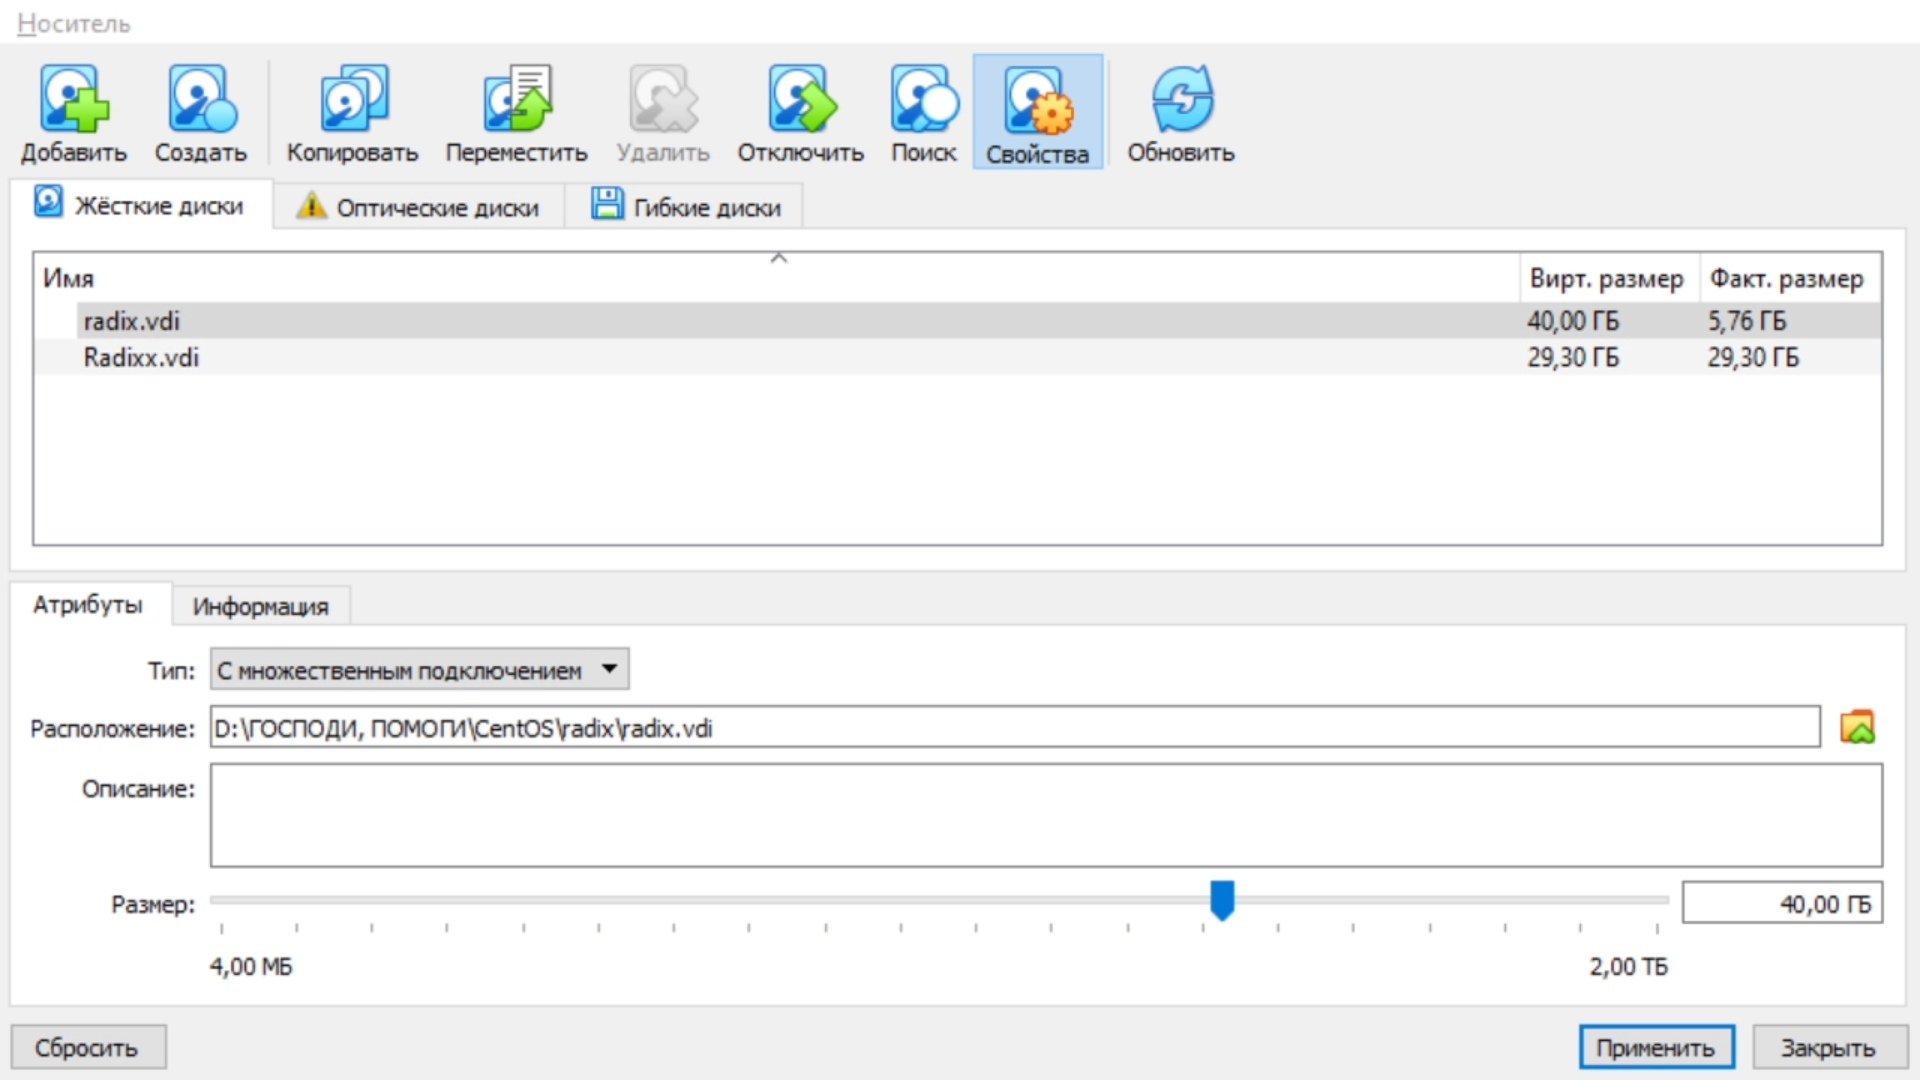 Носитель
Добавить Создать Копировать Переместить Удалить Отключить Поиск Свойства Обновить
Жёсткие диски Оптические диски Гибкие диски
Имя Вирт. размер Факт. размер
radix.vdi 40,00 ГБ 5,76 ГБ
Radixx.vdi 29,30 ГБ 29,30 ГБ
Атрибуты Информация
Тип: С множественным подключением
Расположение: D:\ГОСПОДИ, ПОМОГИ\CentOS\radix\radix.vdi
Описание:
Размер: 40,00 ГБ
4,00 МБ 2,00 ТБ
Сбросить Применить Закрыть